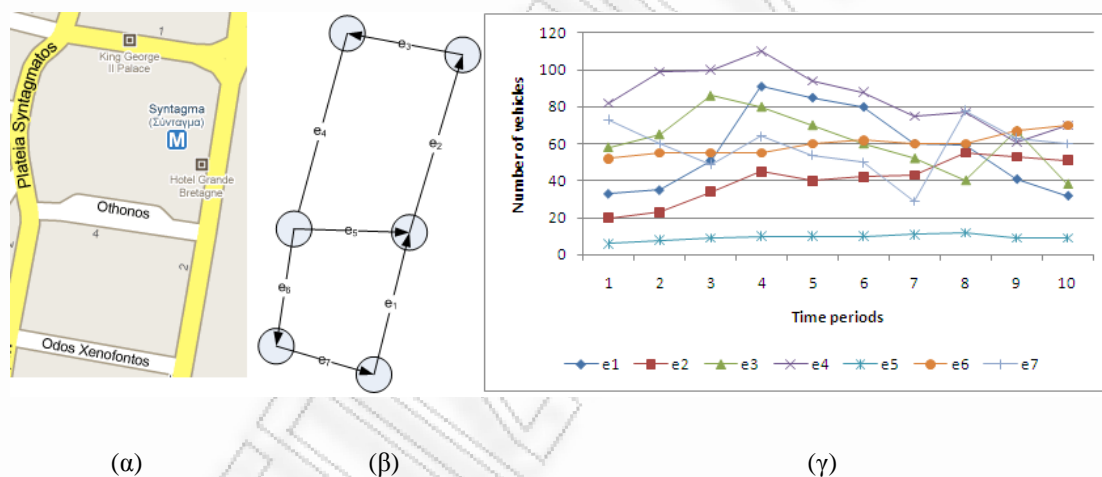 1
King George
II Palace
Plateia Syntagmatos
Syntagma
(Σύνταγμα)
M
Hotel Grande
Bretagne
Othonos
4
2
Odos Xenofontos
e3
e4
e2
e5
e6
e1
e7
Number of vehicles
120
100
80
60
40
20
0
1 2 3 4 5 6 7 8 9 10
Time periods
e1 e2 e3 e4 e5 e6 e7
(α) (β) (γ)